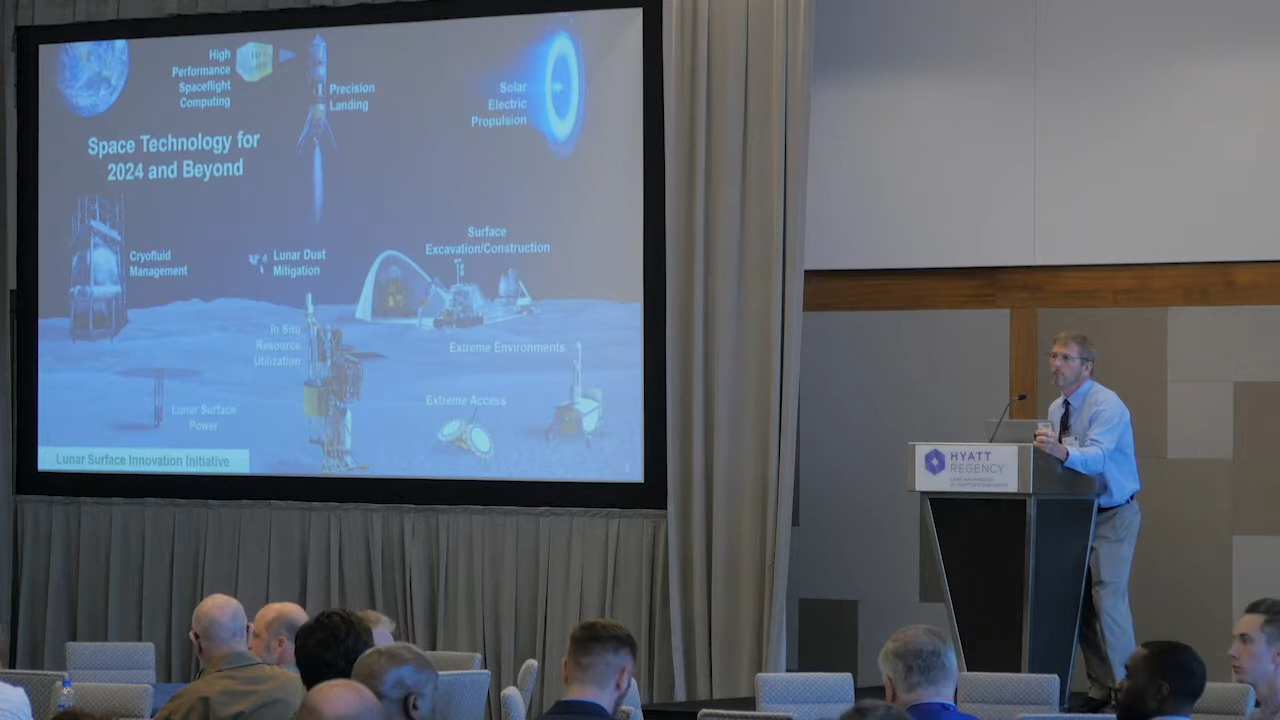 High
Performance
Spaceflight
Computing
Precision
Landing
Solar
Electric
Propulsion
Space Technology for
2024 and Beyond
Surface
Excavation/Construction
Cryofluid
Management
Lunar Dust
Mitigation
In Situ
Resource
Utilization
Extreme Environments
Extreme Access
Lunar Surface
Power
Lunar Surface Innovation Initiative
HYATT
REGENCY